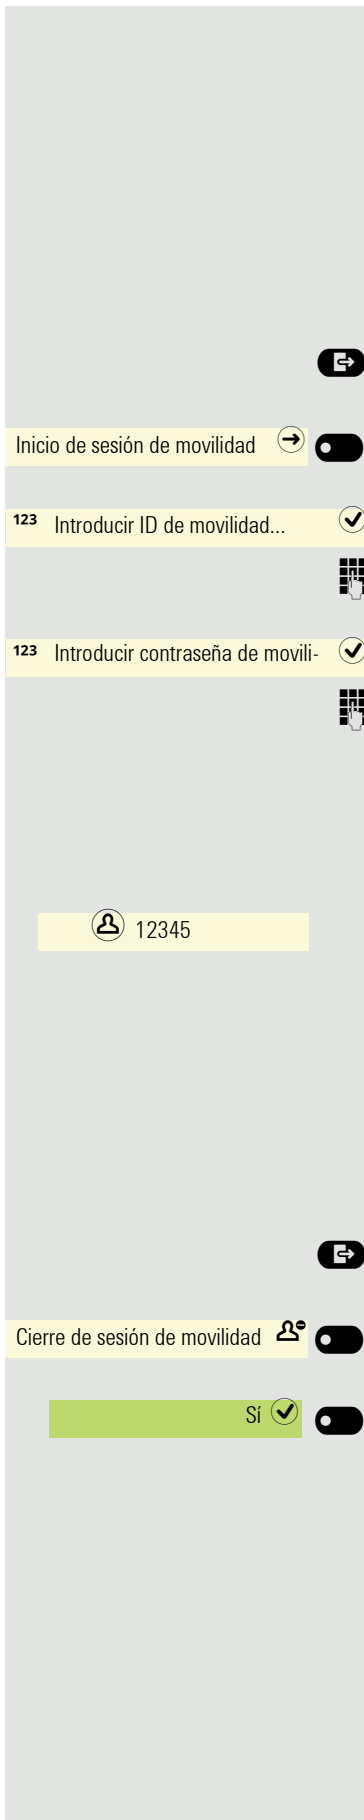 Inicio de sesión de movilidad
123 Introducir ID de movilidad...
123 Introducir contraseña de movili-
12345
Cierre de sesión de movilidad
Sí